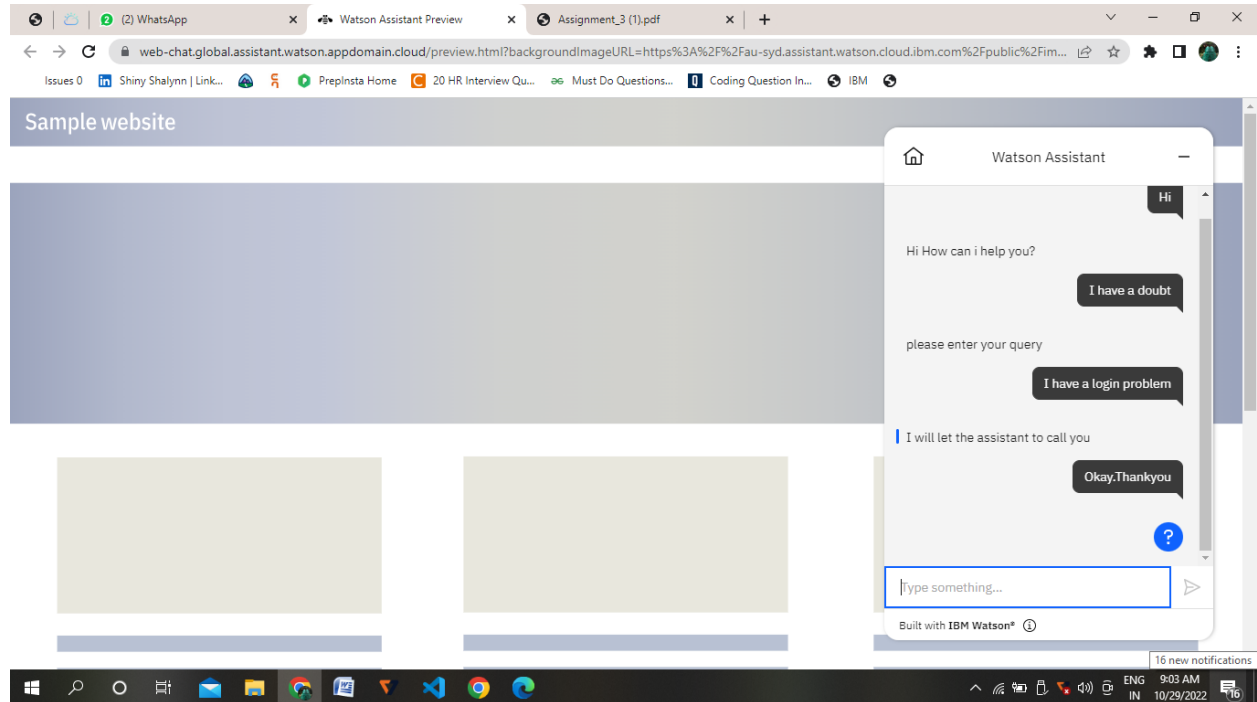 2 (2) WhatsApp Watson Assistant Preview Assignment_3 (1).pdf
web-chat.global.assistant.watson.appdomain.cloud/preview.html?backgroundImageURL=https%3A%2F%2Fau-syd.assistant.watson.cloud.ibm.com%2Fpublic%2Fim...
Issues 0 in Shiny Shalynn | Link... PrepInsta Home C 20 HR Interview Qu... Must Do Questions... Coding Question In... IBM
Sample website
Watson Assistant
Hi
Hi How can i help you?
I have a doubt
please enter your query
I have a login problem
I will let the assistant to call you
Okay.Thankyou
?
Type something...
Built with IBM Watson®
16 new notifications
ENG 9:03 AM
IN 10/29/2022 16